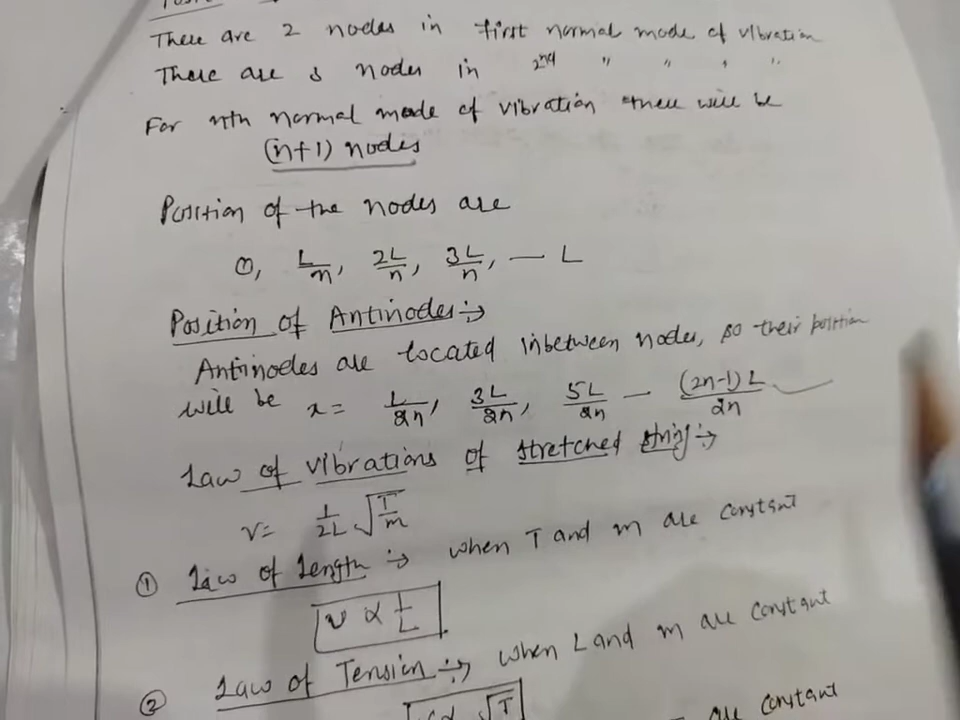 There are 2 nodes in first normal mode of vibration
There are 3 nodes in 2nd " " " "
For nth normal mode of vibration there will be
(n+1) nodes
Position of the nodes are
0, L/n, 2L/n, 3L/n, — L
Position of Antinodes :→
Antinodes are located inbetween nodes, so their position
will be x = L/2n, 3L/2n, 5L/2n — (2n-1)L/2n
Law of vibrations of stretched string :→
ν = 1/2L √T/m
① Law of Length :→ when T and m are constant
ν ∝ 1/L
② Law of Tension :→ when L and m are constant
∝ √T
are constant